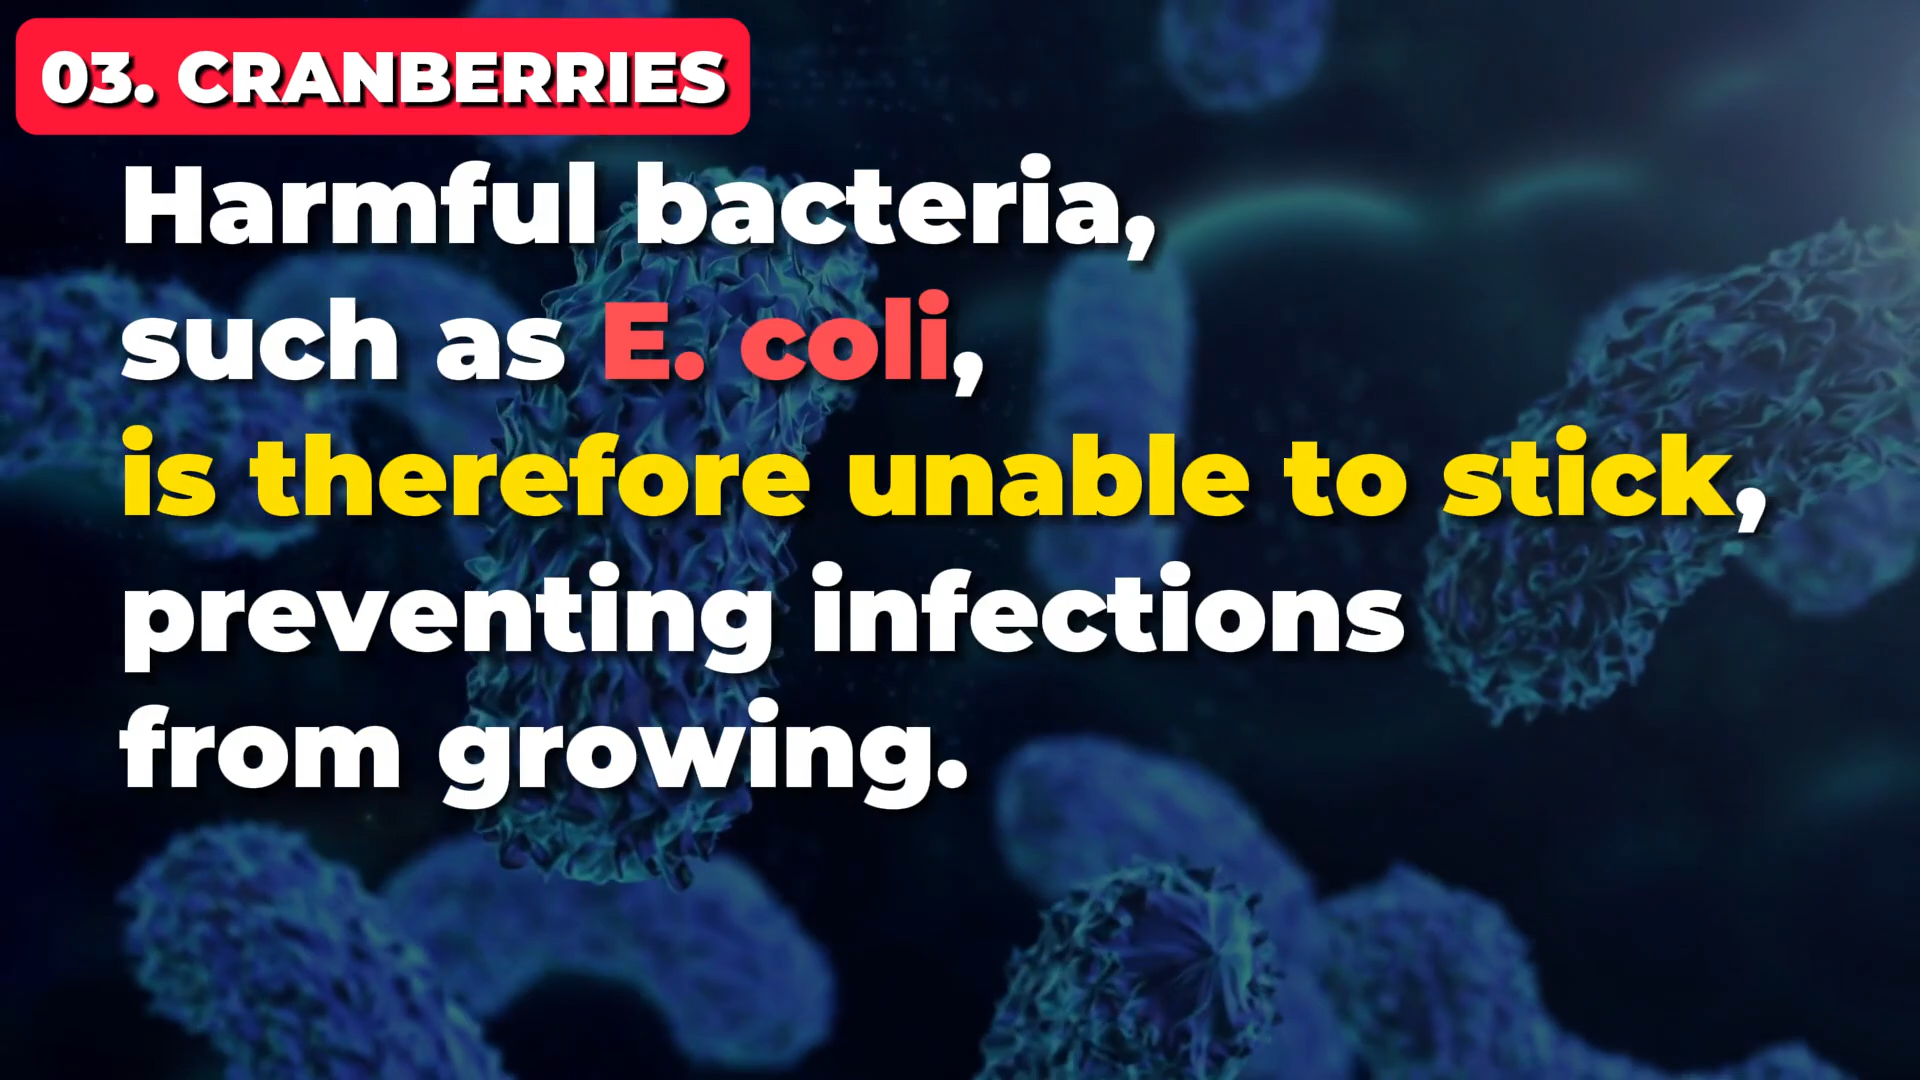 03. CRANBERRIES
Harmful bacteria,
such as E. coli,
is therefore unable to stick,
preventing infections
from growing.